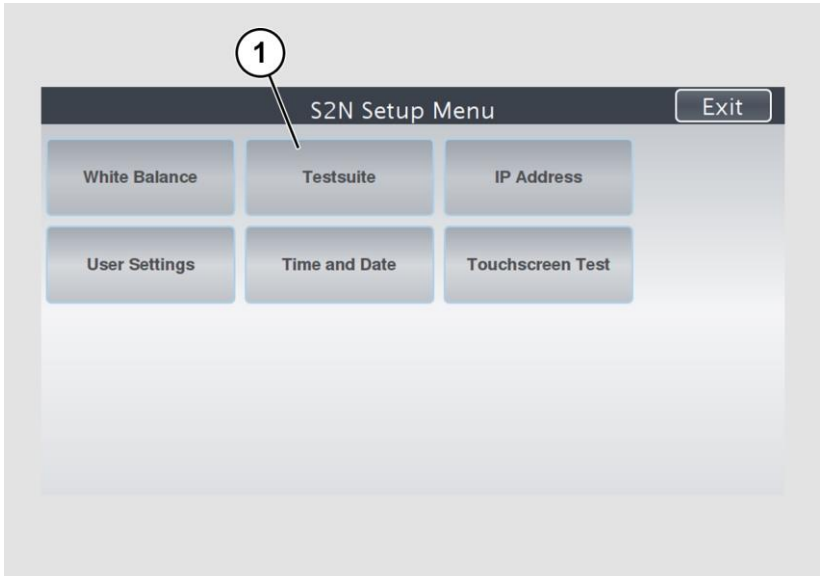 1
S2N Setup Menu Exit
White Balance Testsuite IP Address
User Settings Time and Date Touchscreen Test